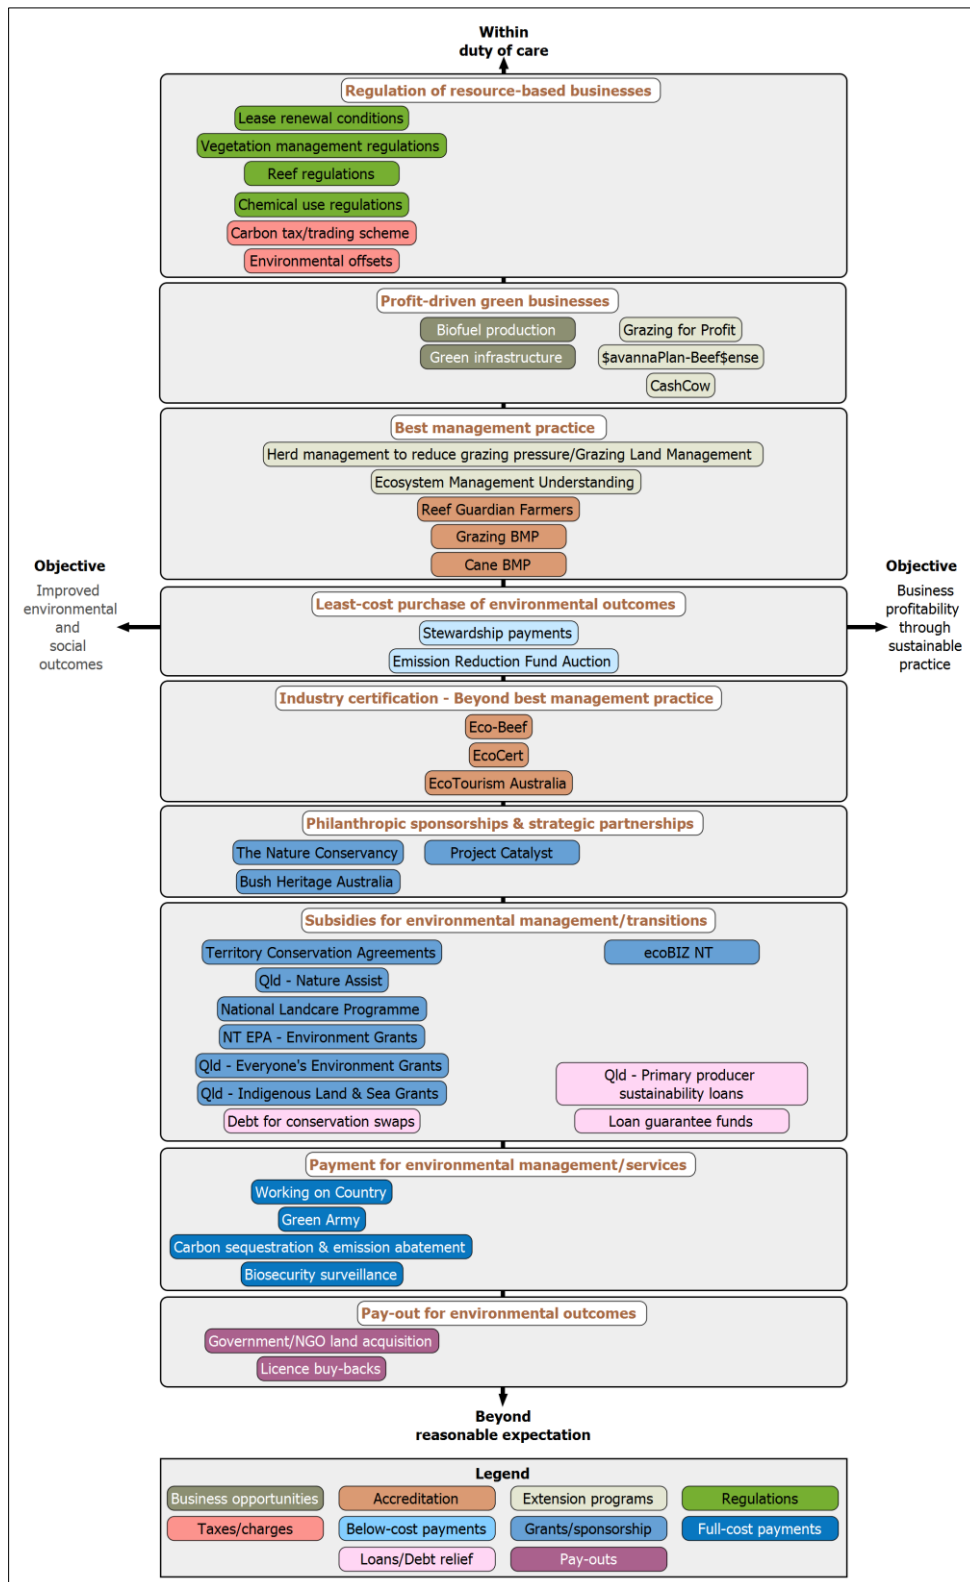 Within
duty of care
Regulation of resource-based businesses
Lease renewal conditions
Vegetation management regulations
Reef regulations
Chemical use regulations
Carbon tax/trading scheme
Environmental offsets
Profit-driven green businesses
Biofuel production
Grazing for Profit
Green infrastructure
$avannaPlan-Beef$ense
CashCow
Best management practice
Herd management to reduce grazing pressure/Grazing Land Management
Ecosystem Management Understanding
Reef Guardian Farmers
Grazing BMP
Cane BMP
Objective
Improved
environmental
and
social
outcomes
Least-cost purchase of environmental outcomes
Stewardship payments
Emission Reduction Fund Auction
Objective
Business
profitability
through
sustainable
practice
Industry certification - Beyond best management practice
Eco-Beef
EcoCert
EcoTourism Australia
Philanthropic sponsorships & strategic partnerships
The Nature Conservancy
Project Catalyst
Bush Heritage Australia
Subsidies for environmental management/transitions
Territory Conservation Agreements
ecoBIZ NT
Qld - Nature Assist
National Landcare Programme
NT EPA - Environment Grants
Qld - Everyone's Environment Grants
Qld - Primary producer
sustainability loans
Qld - Indigenous Land & Sea Grants
Debt for conservation swaps
Loan guarantee funds
Payment for environmental management/services
Working on Country
Green Army
Carbon sequestration & emission abatement
Biosecurity surveillance
Pay-out for environmental outcomes
Government/NGO land acquisition
Licence buy-backs
Beyond
reasonable expectation
Legend
Business opportunities
Accreditation
Extension programs
Regulations
Taxes/charges
Below-cost payments
Grants/sponsorship
Full-cost payments
Loans/Debt relief
Pay-outs